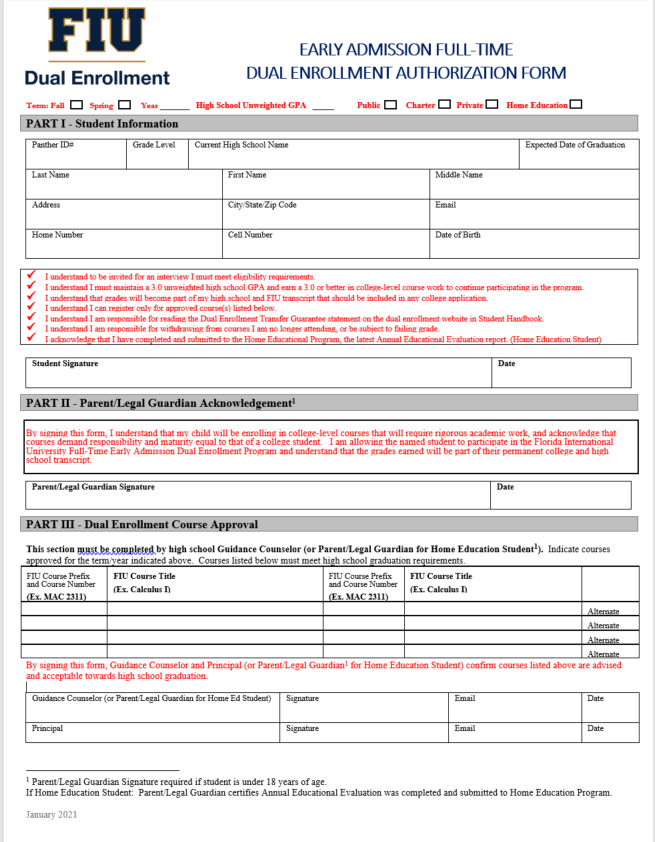 FIU
Dual Enrollment
EARLY ADMISSION FULL-TIME
DUAL ENROLLMENT AUTHORIZATION FORM
Term: Fall Spring Year ______ High School Unweighted GPA _____ Public Charter Private Home Education
PART I - Student Information
Panther ID# Grade Level Current High School Name Expected Date of Graduation
Last Name First Name Middle Name
Address City/State/Zip Code Email
Home Number Cell Number Date of Birth
✓ I understand to be invited for an interview I must meet eligibility requirements.
✓ I understand I must maintain a 3.0 unweighted high school GPA and earn a 3.0 or better in college-level course work to continue participating in the program.
✓ I understand that grades will become part of my high school and FIU transcript that should be included in any college application.
✓ I understand I can register only for approved course(s) listed below.
✓ I understand I am responsible for reading the Dual Enrollment Transfer Guarantee statement on the dual enrollment website in Student Handbook.
✓ I understand I am responsible for withdrawing from courses I am no longer attending, or be subject to failing grade.
✓ I acknowledge that I have completed and submitted to the Home Educational Program, the latest Annual Educational Evaluation report. (Home Education Student)
Student Signature Date
PART II - Parent/Legal Guardian Acknowledgement¹
By signing this form, I understand that my child will be enrolling in college-level courses that will require rigorous academic work, and acknowledge that
courses demand responsibility and maturity equal to that of a college student. I am allowing the named student to participate in the Florida International
University Full-Time Early Admission Dual Enrollment Program and understand that the grades earned will be part of their permanent college and high
school transcript.
Parent/Legal Guardian Signature Date
PART III - Dual Enrollment Course Approval
This section must be completed by high school Guidance Counselor (or Parent/Legal Guardian for Home Education Student¹). Indicate courses
approved for the term/year indicated above. Courses listed below must meet high school graduation requirements.
FIU Course Prefix FIU Course Title FIU Course Prefix FIU Course Title
and Course Number (Ex. Calculus I) and Course Number (Ex. Calculus I)
(Ex. MAC 2311) (Ex. MAC 2311)
Alternate
Alternate
Alternate
Alternate
By signing this form, Guidance Counselor and Principal (or Parent/Legal Guardian¹ for Home Education Student) confirm courses listed above are advised
and acceptable towards high school graduation.
Guidance Counselor (or Parent/Legal Guardian for Home Ed Student) Signature Email Date
Principal Signature Email Date
¹ Parent/Legal Guardian Signature required if student is under 18 years of age.
If Home Education Student: Parent/Legal Guardian certifies Annual Educational Evaluation was completed and submitted to Home Education Program.
January 2021